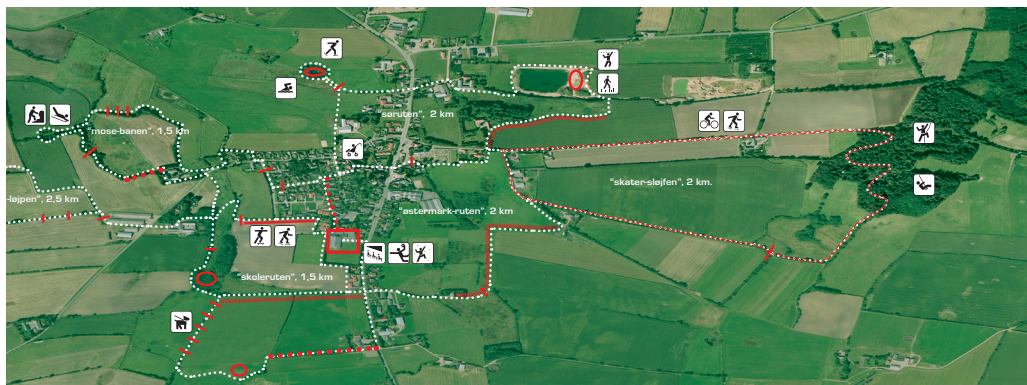 "søruten", 2 km
"mose-banen", 1,5 km
"skater-sløjfen", 2 km.
-løjpen", 2,5 km
"østermark-ruten", 2 km
"skoleruten", 1,5 km